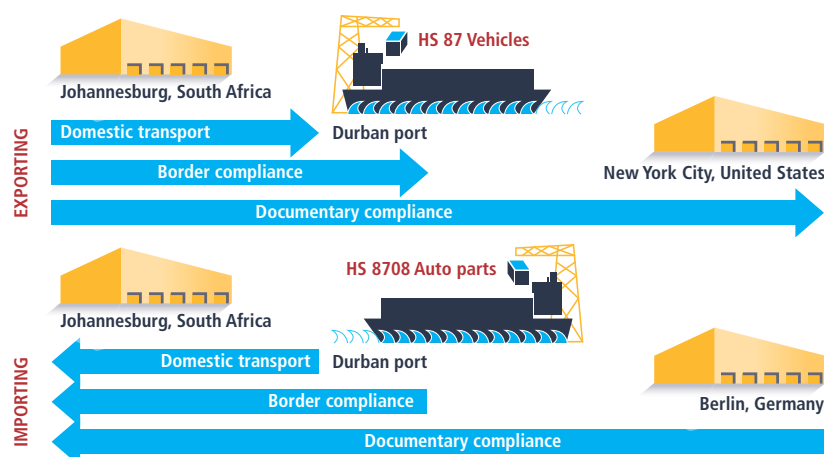 HS 87 Vehicles
Johannesburg, South Africa
EXPORTING
Domestic transport
Durban port
Border compliance
New York City, United States
Documentary compliance
HS 8708 Auto parts
Johannesburg, South Africa
IMPORTING
Domestic transport
Durban port
Border compliance
Berlin, Germany
Documentary compliance